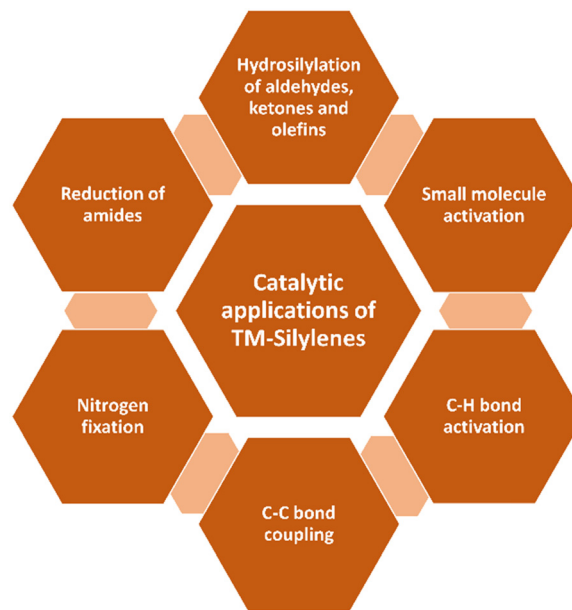 Hydrosilylation
of aldehydes,
ketones and
olefins
Reduction of
amides
Small molecule
activation
Catalytic
applications of
TM-Silylenes
Nitrogen
fixation
C-H bond
activation
C-C bond
coupling